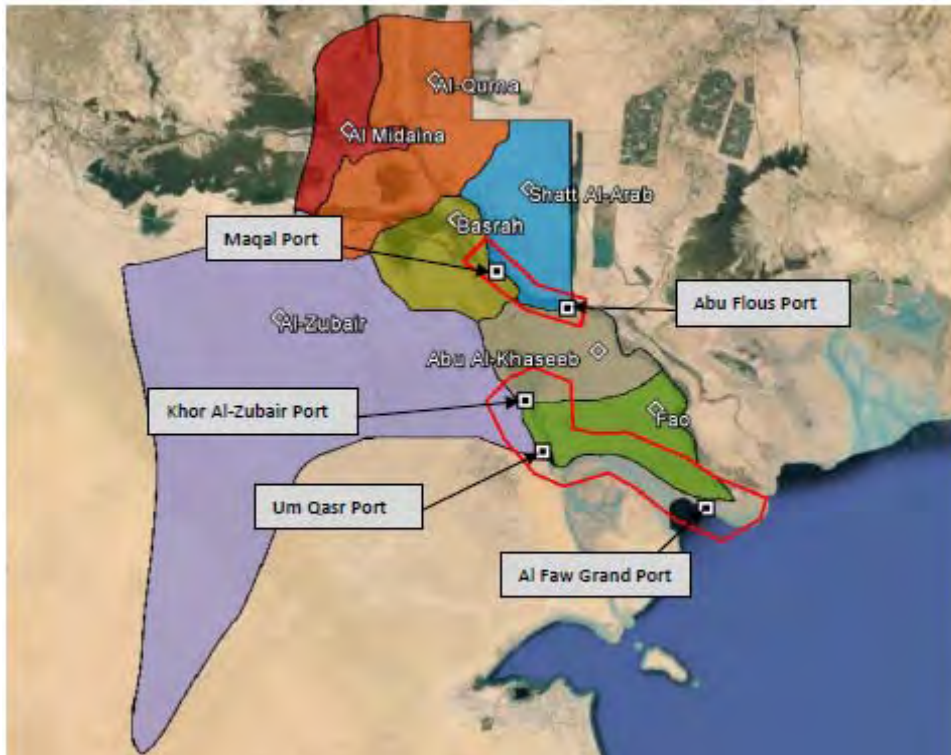 Al-Qurna
Al Midaina
Shatt Al-Arab
Basrah
Maqal Port
Abu Flous Port
Al-Zubair
Abu Al-Khaseeb
Khor Al-Zubair Port
Fao
Um Qasr Port
Al Faw Grand Port